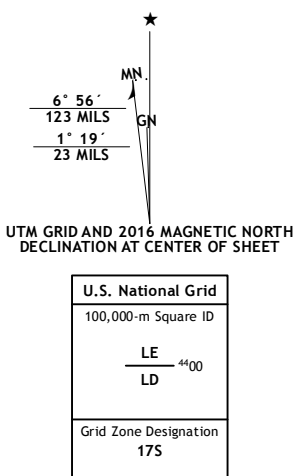 ★
MN
6° 56´
123 MILS
GN
1° 19´
23 MILS
UTM GRID AND 2016 MAGNETIC NORTH
DECLINATION AT CENTER OF SHEET
U.S. National Grid
100,000-m Square ID
LE
4400
LD
Grid Zone Designation
17S